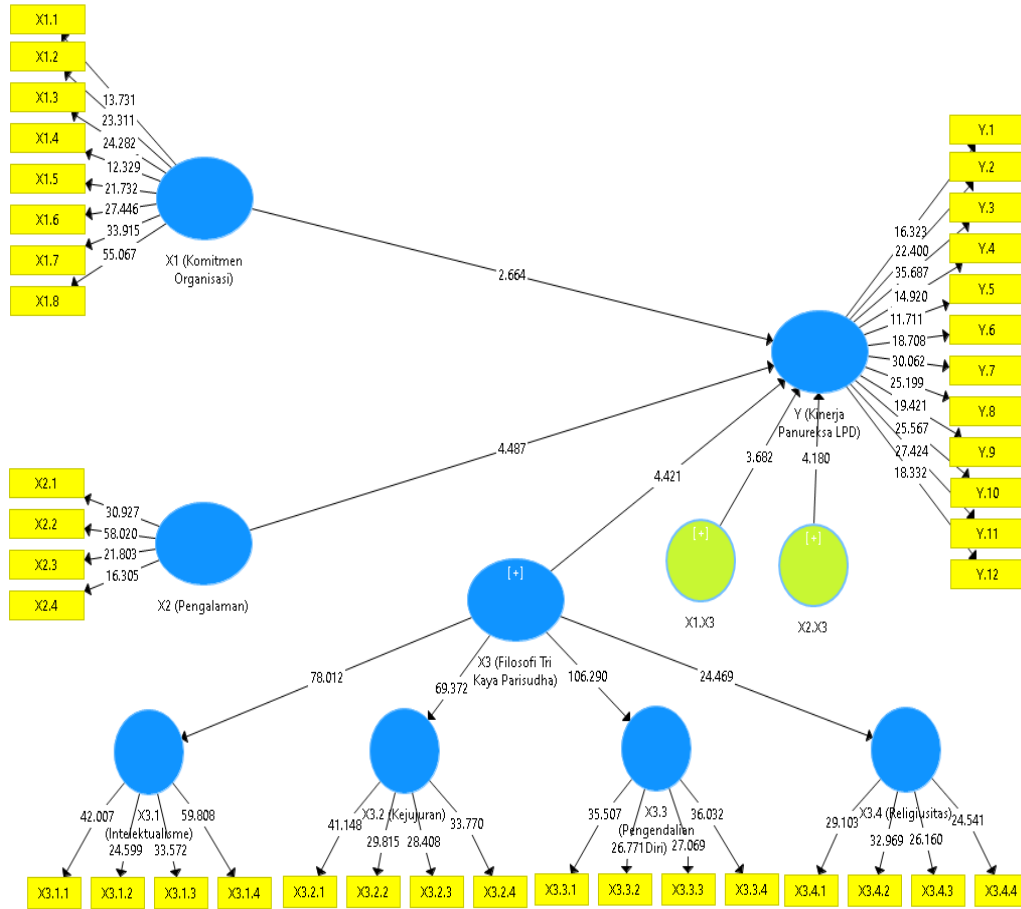 X1.1
X1.2
X1.3
X1.4
X1.5
X1.6
X1.7
X1.8
13.731
23.311
24.282
12.329
21.732
27.446
33.915
55.067
X1 (Komitmen
Organisasi)
2.664
Y.1
Y.2
Y.3
Y.4
Y.5
Y.6
Y.7
Y.8
Y.9
Y.10
Y.11
Y.12
16.323
22.400
35.687
14.920
11.711
18.708
30.062
25.199
19.421
25.567
27.424
18.332
Y (Kinerja
Panureksa LPD)
X2.1
X2.2
X2.3
X2.4
30.927
58.020
21.803
16.305
X2 (Pengalaman)
4.487
4.421
3.682
4.180
[+]
X1.X3
[+]
X2.X3
[+]
X3 (Filosofi Tri
Kaya Parisudha)
78.012
69.372
106.290
24.469
X3.1
(Intelektualisme)
42.007
24.599
33.572
59.808
X3.2 (Kejujuran)
41.148
29.815
28.408
33.770
X3.3
(Pengendalian
Diri)
35.507
26.771
27.069
36.032
X3.4 (Religiusitas)
29.103
32.969
26.160
24.541
X3.1.1
X3.1.2
X3.1.3
X3.1.4
X3.2.1
X3.2.2
X3.2.3
X3.2.4
X3.3.1
X3.3.2
X3.3.3
X3.3.4
X3.4.1
X3.4.2
X3.4.3
X3.4.4